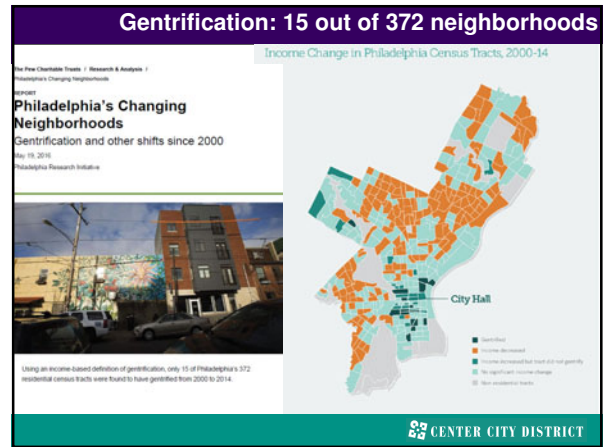 Gentrification: 15 out of 372 neighborhoods
The Pew Charitable Trusts / Research & Analysis /
Philadelphia's Changing Neighborhoods
REPORT
Philadelphia's Changing
Neighborhoods
Gentrification and other shifts since 2000
May 19, 2016
Philadelphia Research Initiative
Using an income-based definition of gentrification, only 15 of Philadelphia's 372
residential census tracts were found to have gentrified from 2000 to 2014.
Income Change in Philadelphia Census Tracts, 2000-14
City Hall
Gentrified
Income decreased
Income increased but tract did not gentrify
No significant income change
Non-residential tracts
CENTER CITY DISTRICT